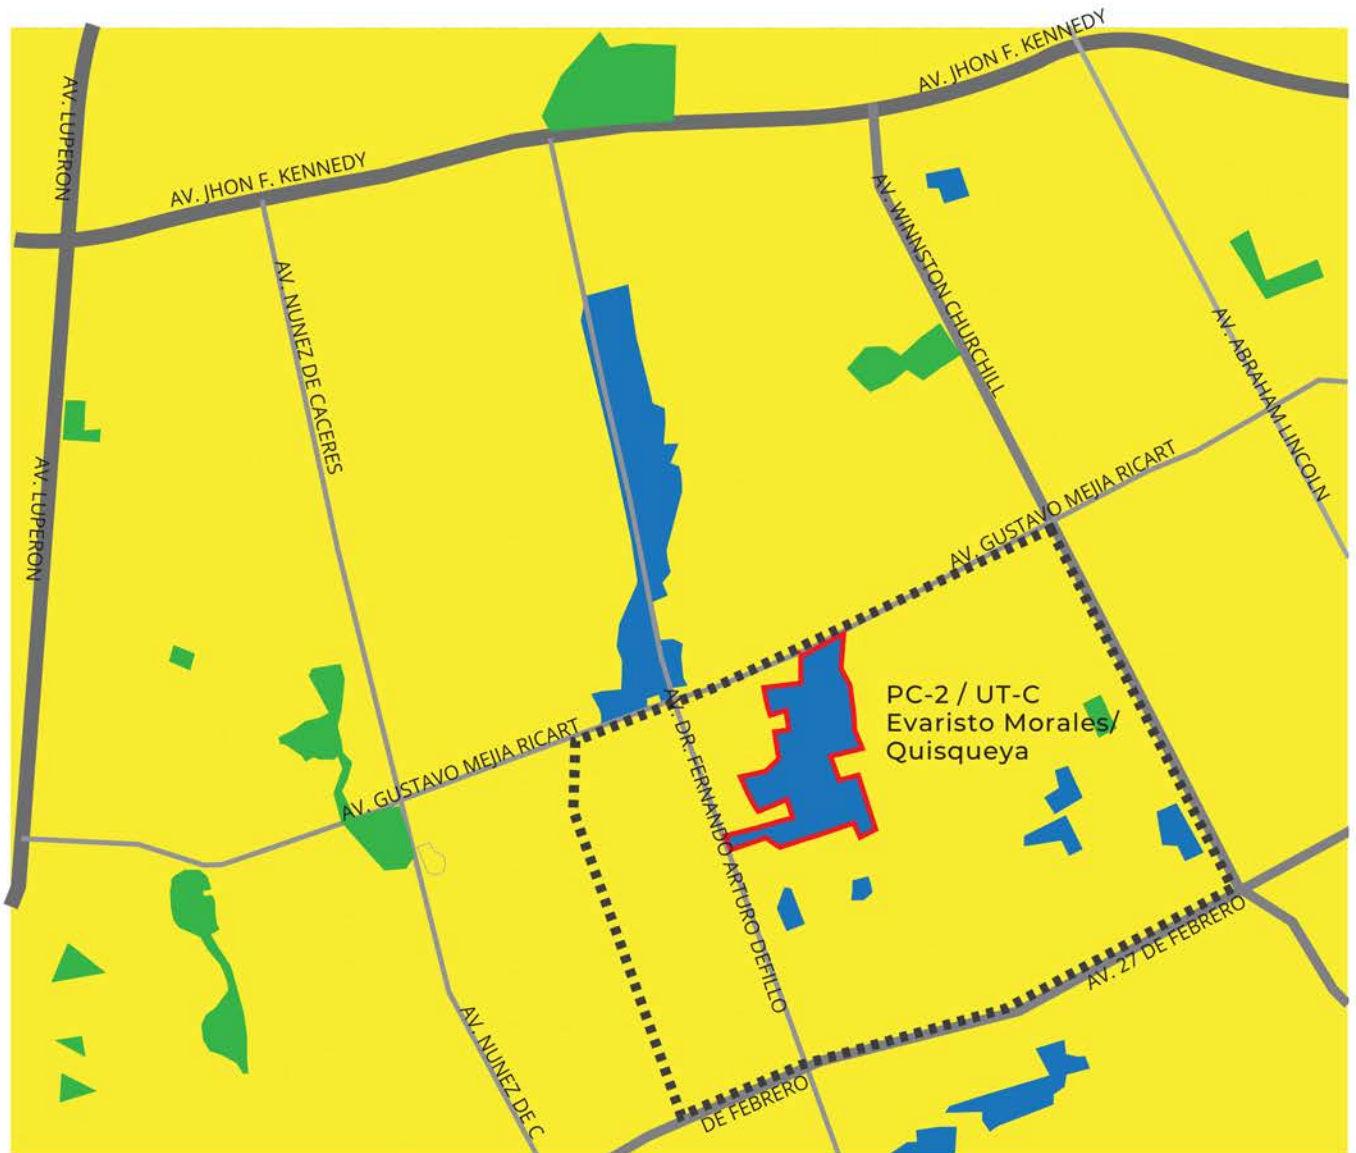 AV. JHON F. KENNEDY
AV. LUPERON
AV. JHON F. KENNEDY
AV. WINNSTON CHURCHILL
AV. NUNEZ DE CACERES
AV. ABRAHAM LINCOLN
AV. GUSTAVO MEJIA RICART
AV. LUPERON
PC-2 / UT-C
Evaristo Morales/
Quisqueya
AV. DR. FERNANDO ARTURO DEFILLO
AV. GUSTAVO MEJIA RICART
AV. 27 DE FEBRERO
AV. NUNEZ DE C
DE FEBRERO